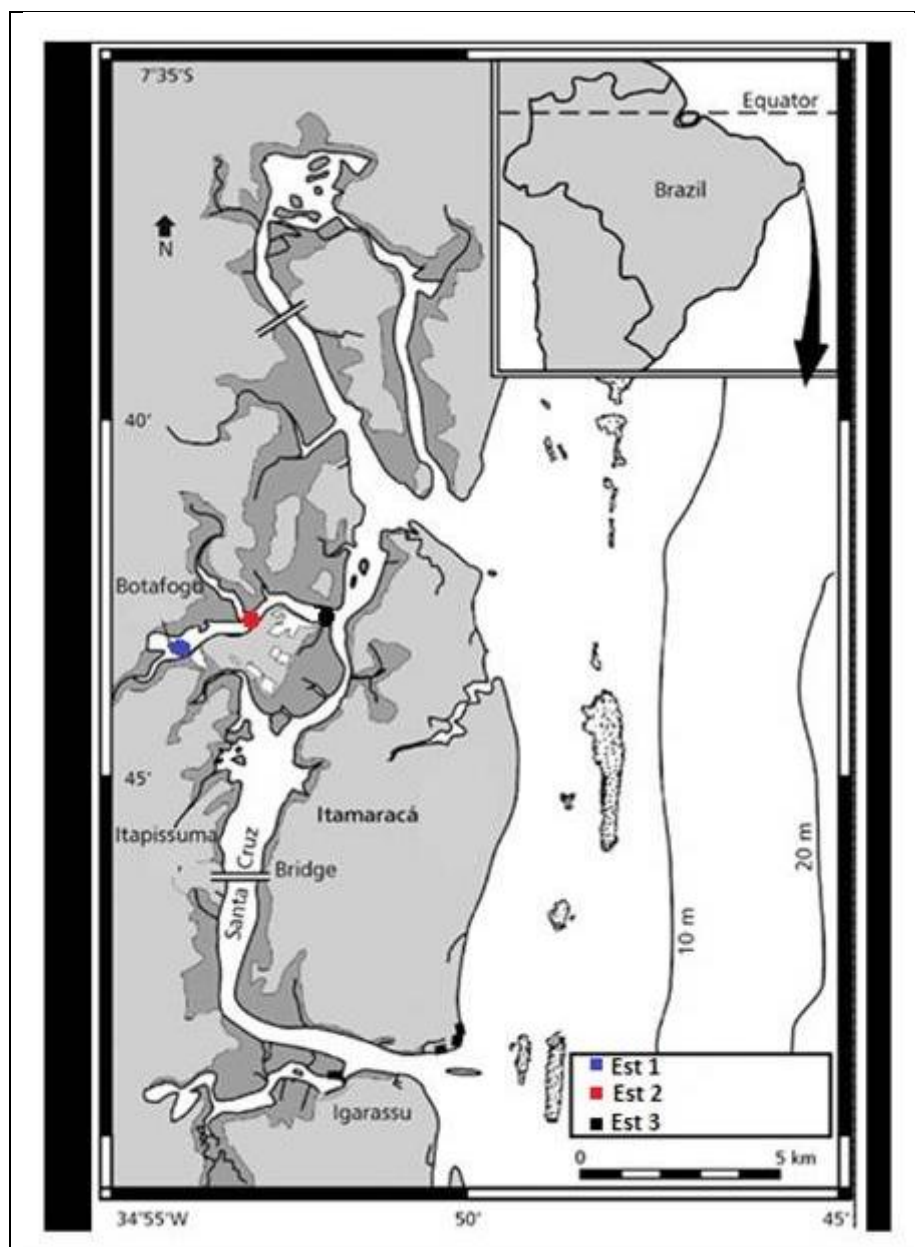 7°35'S
Equator
Brazil
N
40'
Botafogo
45'
Itamaracá
Itapissuma
Santa Cruz
Bridge
20 m
10 m
Est 1
Est 2
Est 3
Igarassu
0 5 km
34°55'W 50' 45'